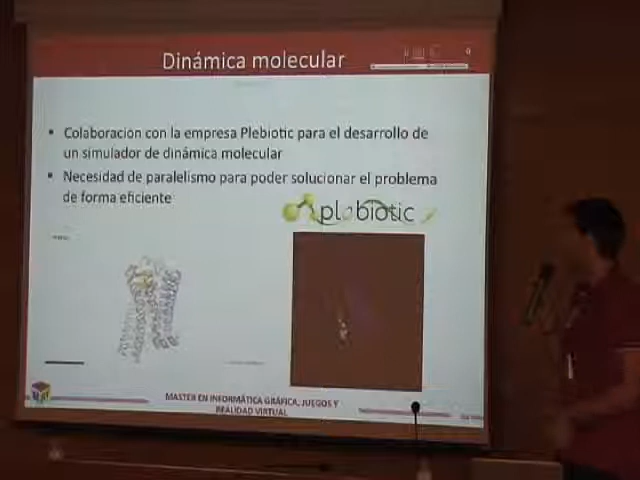 Dinámica molecular
Colaboracion con la empresa Plebiotic para el desarrollo de
un simulador de dinámica molecular
Necesidad de paralelismo para poder solucionar el problema
de forma eficiente
plebiotic
MASTER EN INFORMÁTICA GRÁFICA, JUEGOS Y
REALIDAD VIRTUAL